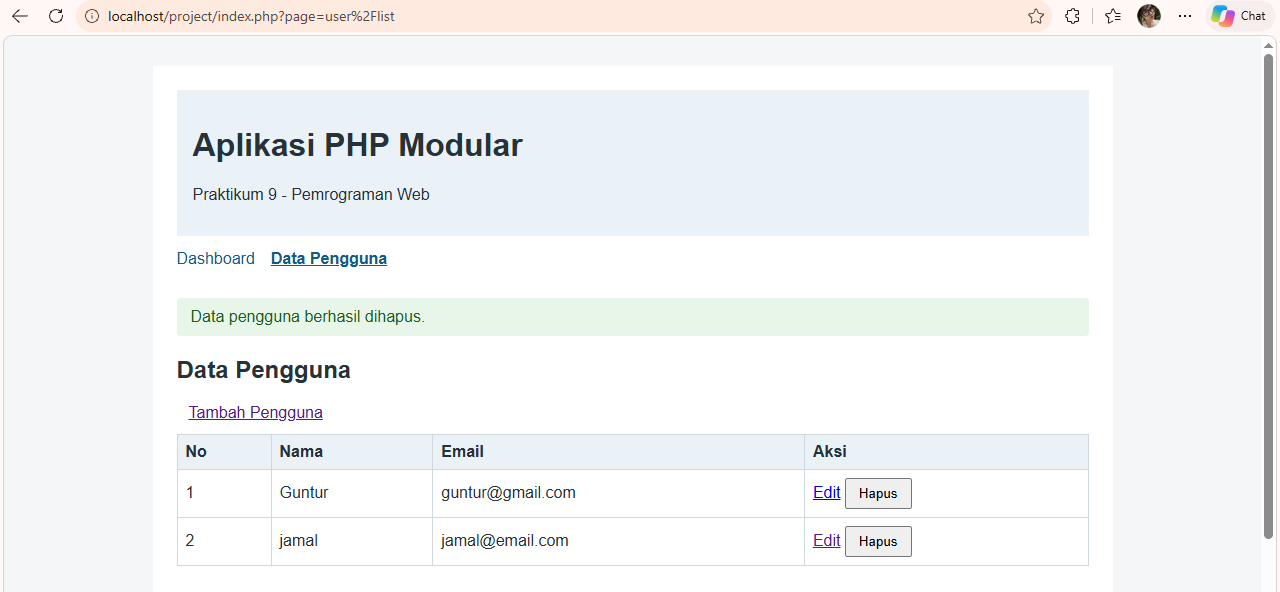 localhost/project/index.php?page=user%2Flist
Chat
Aplikasi PHP Modular
Praktikum 9 - Pemrograman Web
Dashboard Data Pengguna
Data pengguna berhasil dihapus.
Data Pengguna
Tambah Pengguna
No Nama Email Aksi
1 Guntur guntur@gmail.com Edit Hapus
2 jamal jamal@email.com Edit Hapus